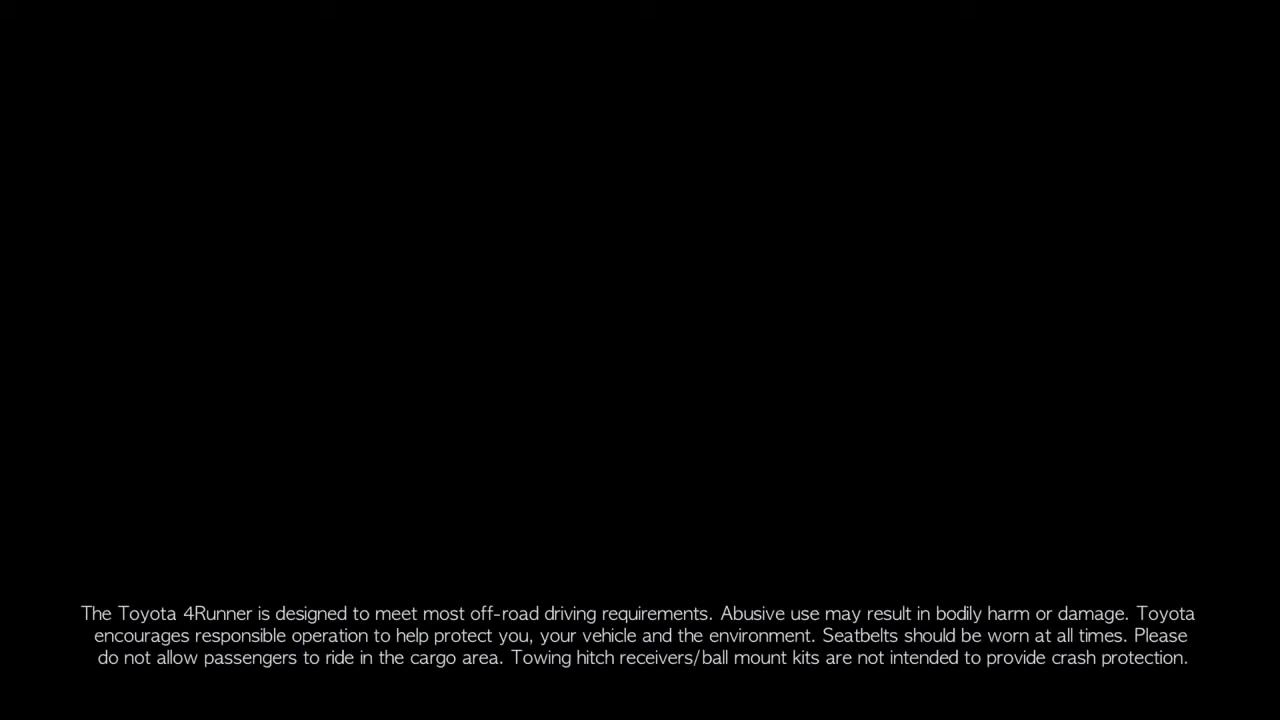 The Toyota 4Runner is designed to meet most off-road driving requirements. Abusive use may result in bodily harm or damage. Toyota
encourages responsible operation to help protect you, your vehicle and the environment. Seatbelts should be worn at all times. Please
do not allow passengers to ride in the cargo area. Towing hitch receivers/ball mount kits are not intended to provide crash protection.